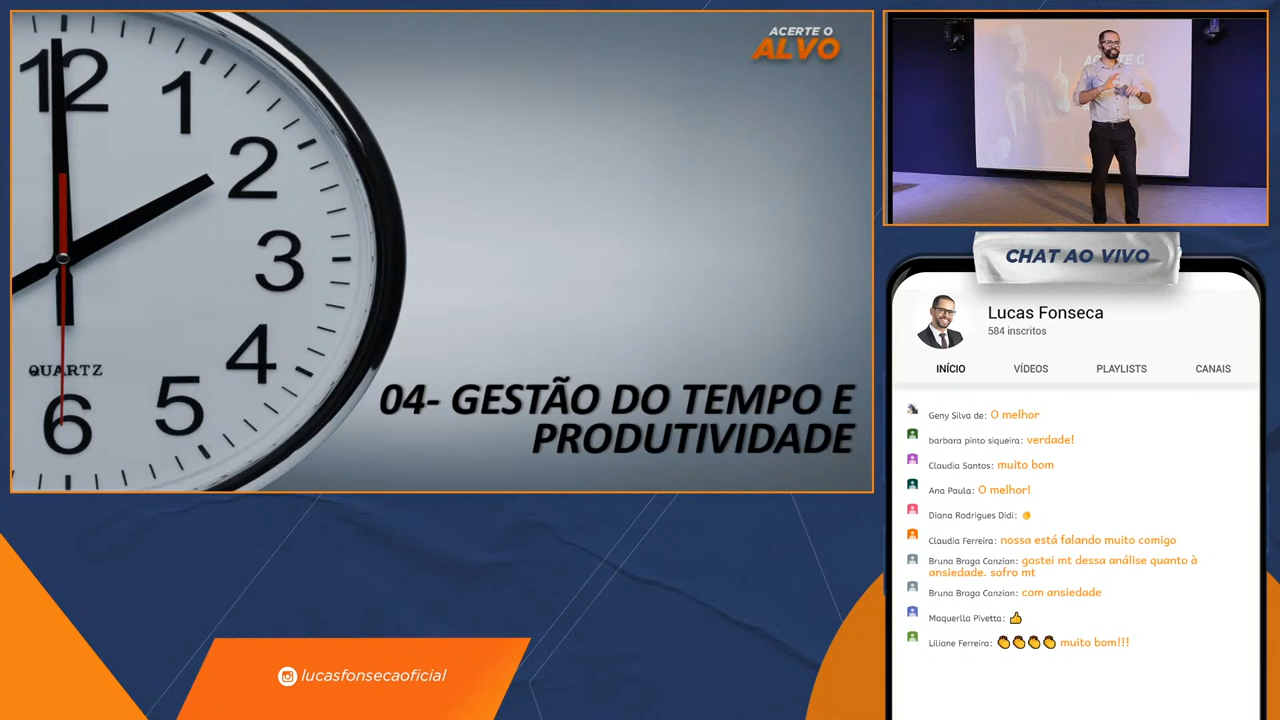 ACERTE O
ALVO
12
1
2
3
4
5
6
QUARTZ
04- GESTÃO DO TEMPO E
PRODUTIVIDADE
CHAT AO VIVO
Lucas Fonseca
584 inscritos
INÍCIO VÍDEOS PLAYLISTS CANAIS
Geny Silva de: O melhor
barbara pinto siqueira: verdade!
Claudia Santos: muito bom
Ana Paula: O melhor!
Diana Rodrigues Didi: 👏
Claudia Ferreira: nossa está falando muito comigo
Bruna Braga Canzian: gostei mt dessa análise quanto à
ansiedade. sofro mt
Bruna Braga Canzian: com ansiedade
Maquerlla Pivetta: 👍
Liliane Ferreira: 👏👏👏👏 muito bom!!!
lucasfonsecaoficial